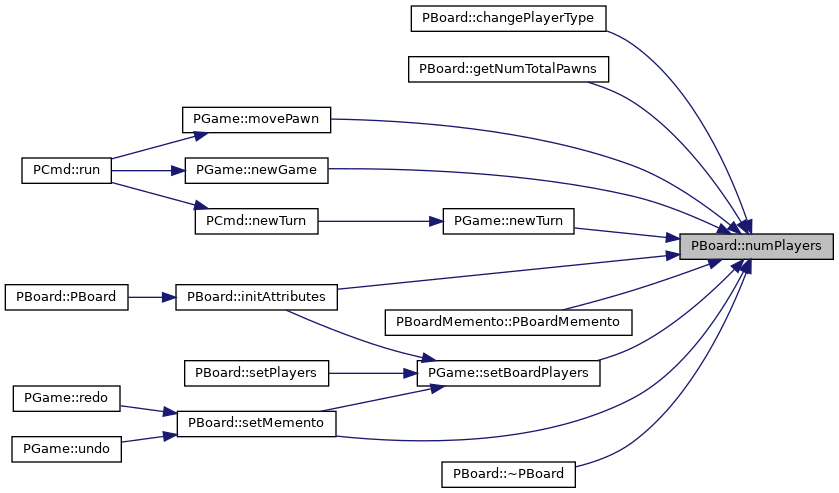 PBoard::changePlayerType
PBoard::getNumTotalPawns
PGame::movePawn
PCmd::run
PGame::newGame
PCmd::newTurn
PGame::newTurn
PBoard::numPlayers
PBoard::PBoard
PBoard::initAttributes
PBoardMemento::PBoardMemento
PBoard::setPlayers
PGame::setBoardPlayers
PGame::redo
PBoard::setMemento
PGame::undo
PBoard::~PBoard